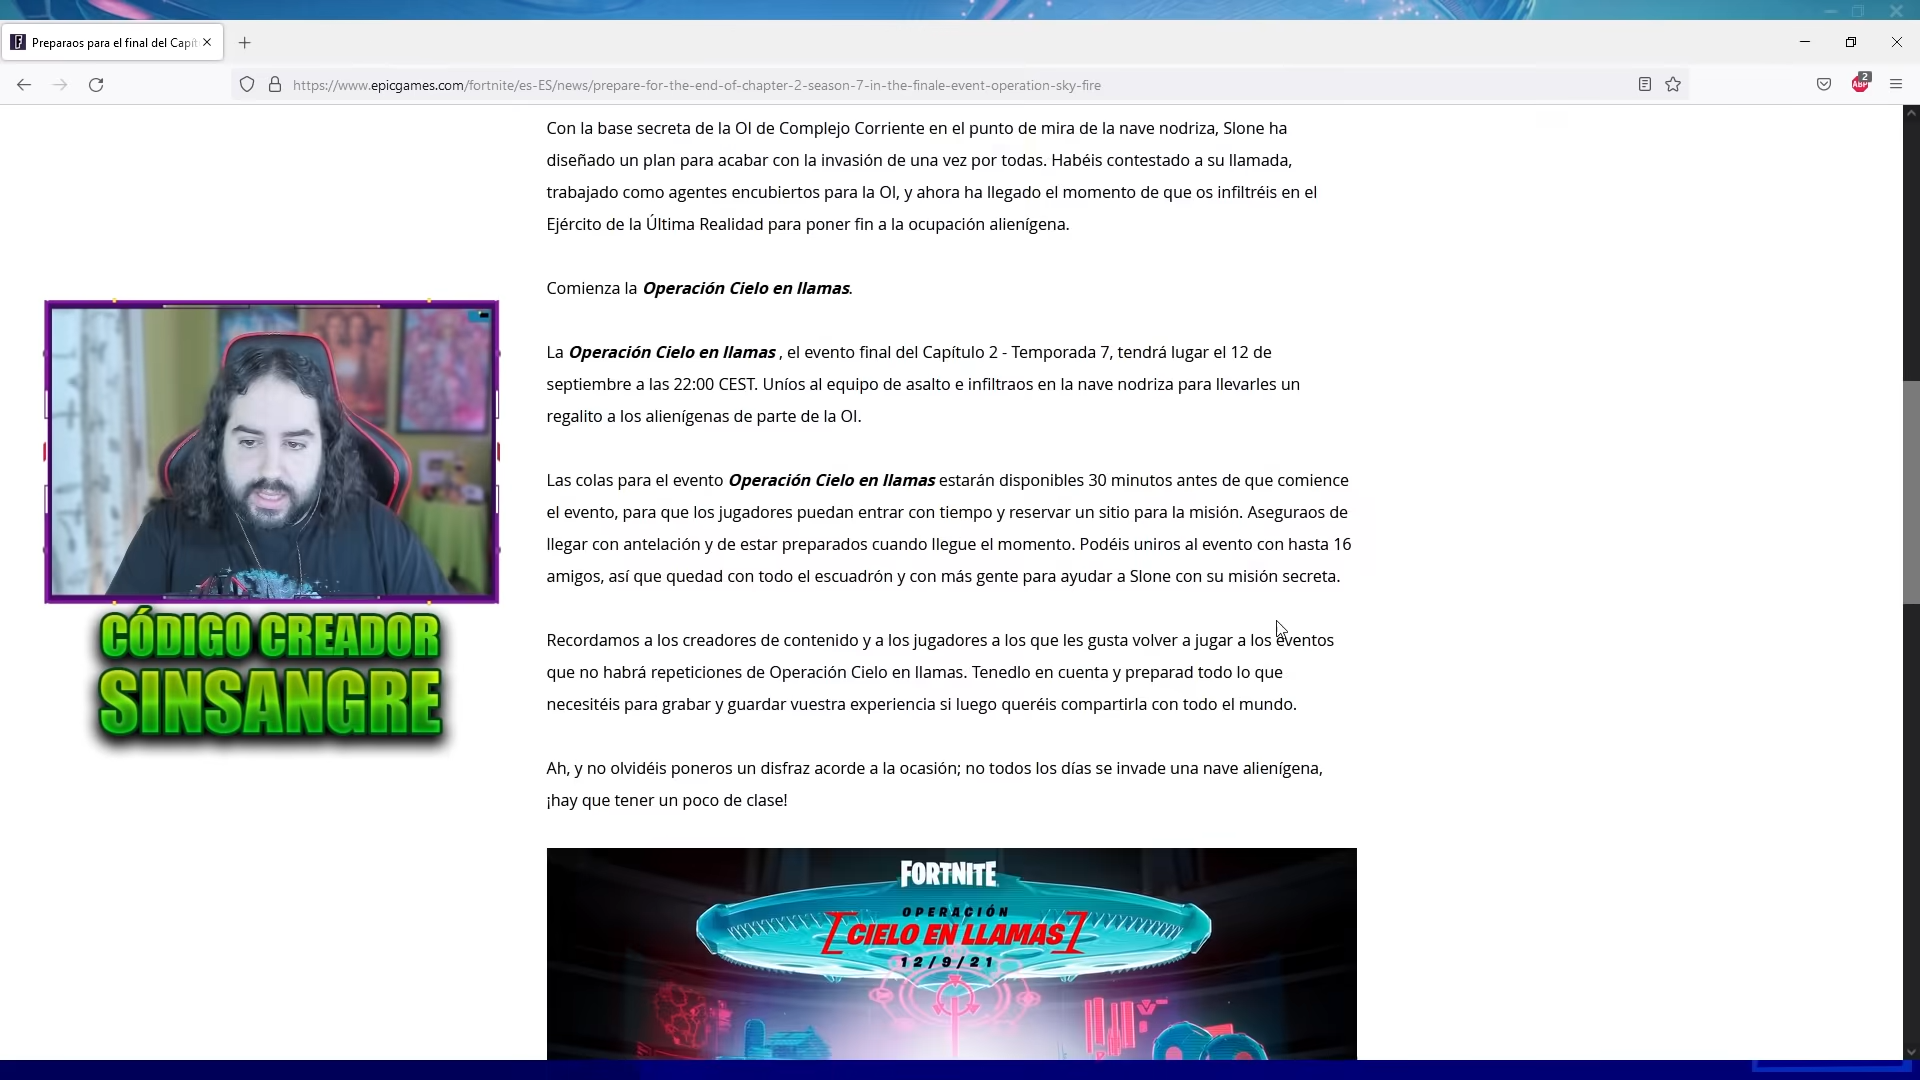 Preparaos para el final del Capít
https://www.epicgames.com/fortnite/es-ES/news/prepare-for-the-end-of-chapter-2-season-7-in-the-finale-event-operation-sky-fire
2
ABP
Con la base secreta de la OI de Complejo Corriente en el punto de mira de la nave nodriza, Slone ha
diseñado un plan para acabar con la invasión de una vez por todas. Habéis contestado a su llamada,
trabajado como agentes encubiertos para la OI, y ahora ha llegado el momento de que os infiltréis en el
Ejército de la Última Realidad para poner fin a la ocupación alienígena.
Comienza la Operación Cielo en llamas.
La Operación Cielo en llamas , el evento final del Capítulo 2 - Temporada 7, tendrá lugar el 12 de
septiembre a las 22:00 CEST. Uníos al equipo de asalto e infiltraos en la nave nodriza para llevarles un
regalito a los alienígenas de parte de la OI.
Las colas para el evento Operación Cielo en llamas estarán disponibles 30 minutos antes de que comience
el evento, para que los jugadores puedan entrar con tiempo y reservar un sitio para la misión. Aseguraos de
llegar con antelación y de estar preparados cuando llegue el momento. Podéis uniros al evento con hasta 16
amigos, así que quedad con todo el escuadrón y con más gente para ayudar a Slone con su misión secreta.
Recordamos a los creadores de contenido y a los jugadores a los que les gusta volver a jugar a los eventos
que no habrá repeticiones de Operación Cielo en llamas. Tenedlo en cuenta y preparad todo lo que
necesitéis para grabar y guardar vuestra experiencia si luego queréis compartirla con todo el mundo.
Ah, y no olvidéis poneros un disfraz acorde a la ocasión; no todos los días se invade una nave alienígena,
¡hay que tener un poco de clase!
CÓDIGO CREADOR
SINSANGRE
FORTNITE
OPERACIÓN
CIELO EN LLAMAS
12/9/21